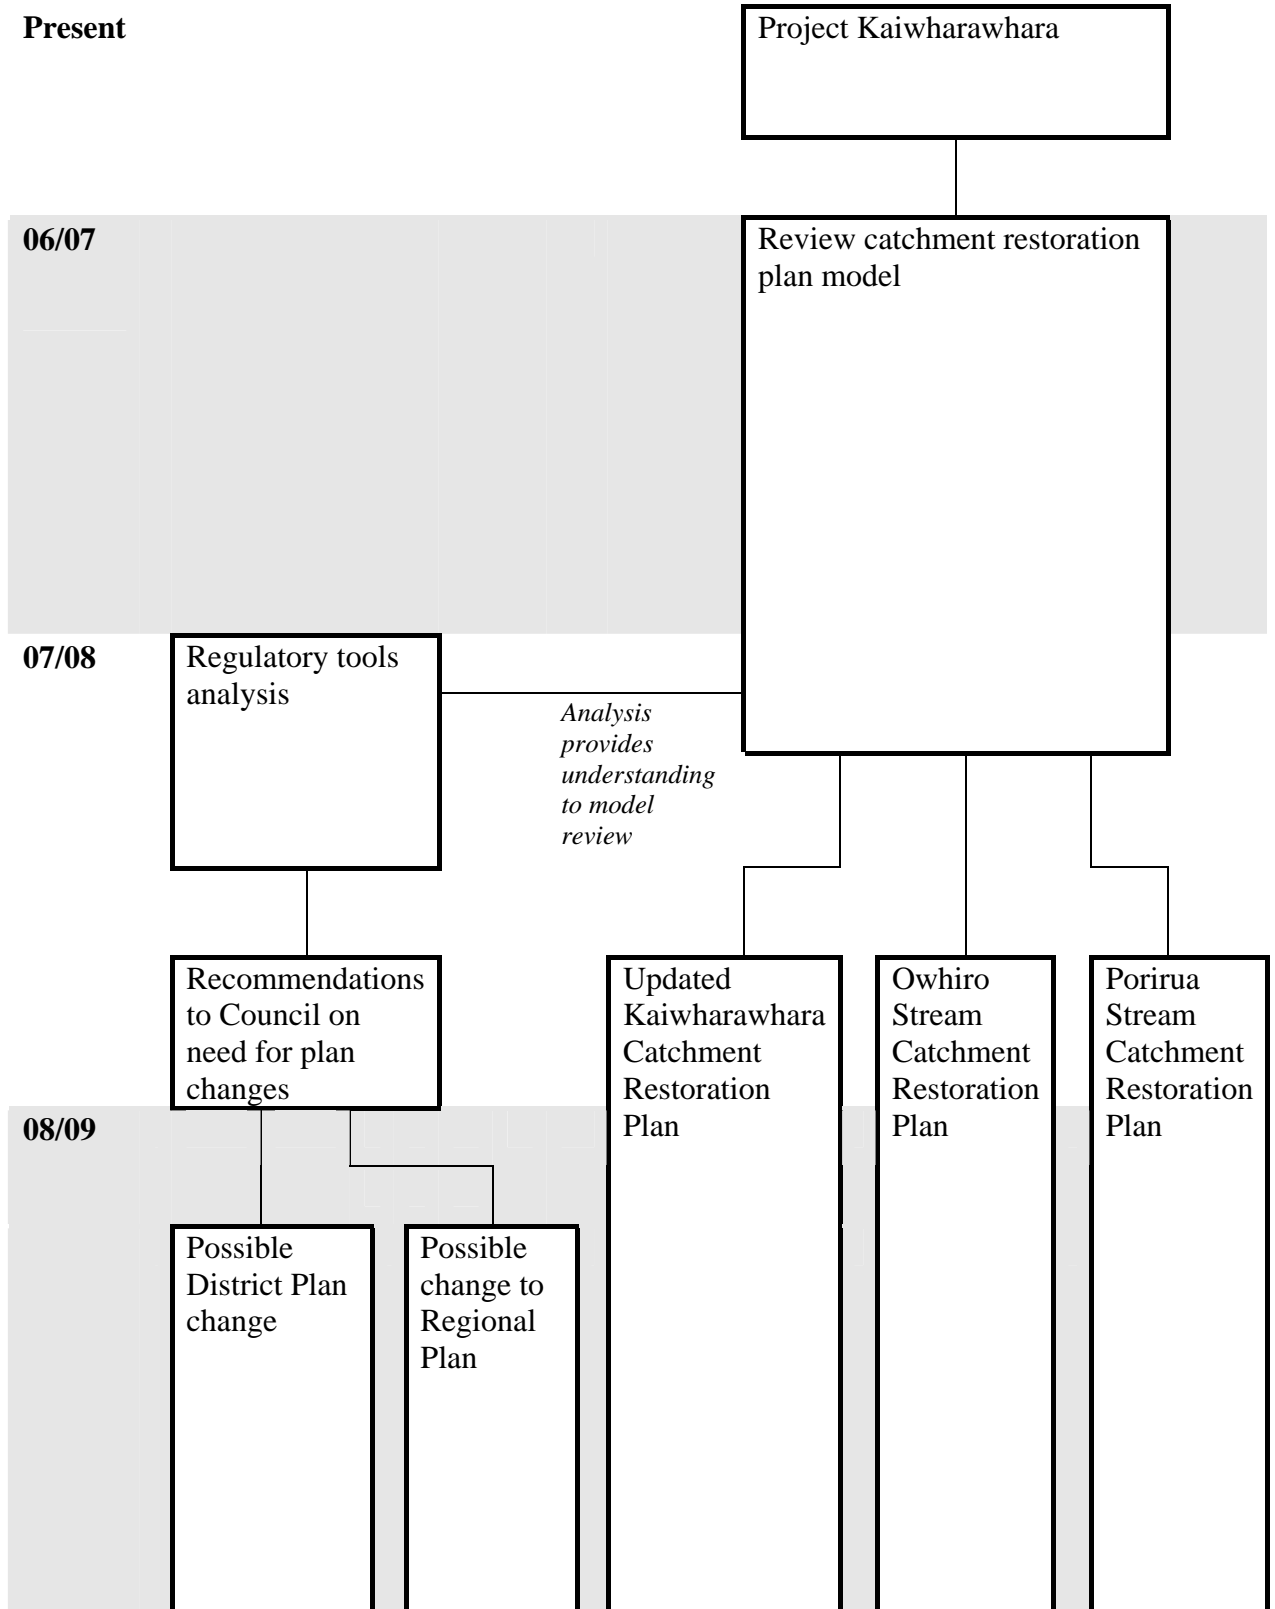 Present
Project Kaiwharawhara
06/07
Review catchment restoration
plan model
07/08
Regulatory tools
analysis
Analysis
provides
understanding
to model
review
Recommendations
to Council on
need for plan
changes
Updated
Kaiwharawhara
Catchment
Restoration
Plan
Owhiro
Stream
Catchment
Restoration
Plan
Porirua
Stream
Catchment
Restoration
Plan
08/09
Possible
District Plan
change
Possible
change to
Regional
Plan